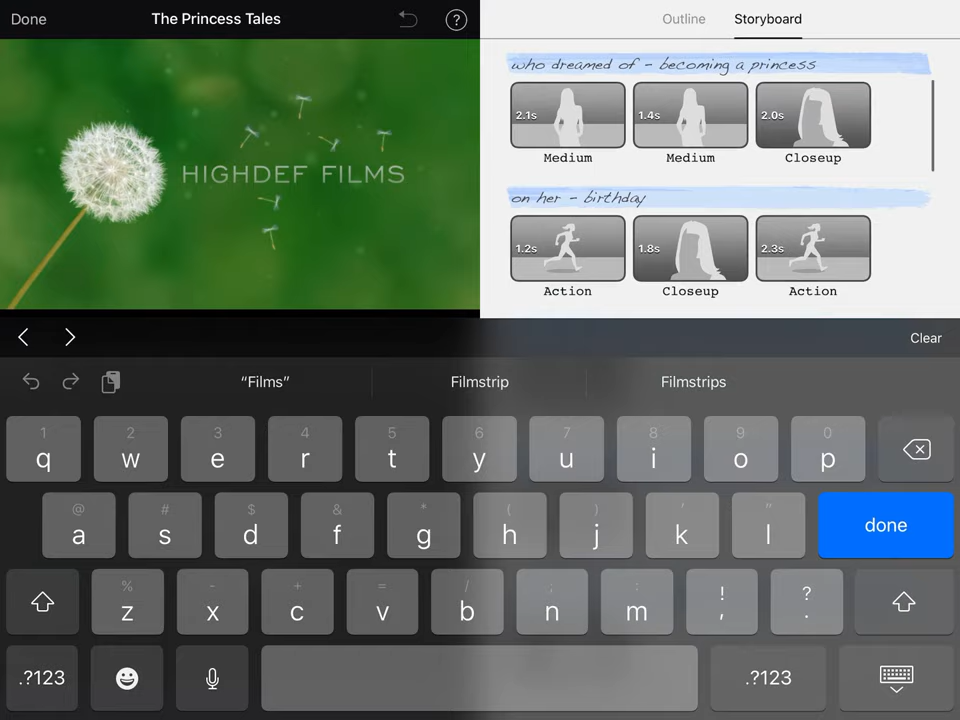 Done
The Princess Tales
?
Outline
Storyboard
HIGHDEF FILMS
who dreamed of - becoming a princess
2.1s
1.4s
2.0s
Medium
Medium
Closeup
on her - birthday
1.2s
1.8s
2.3s
Action
Closeup
Action
Clear
“Films”
Filmstrip
Filmstrips
1 2 3 4 5 6 7 8 9 0
q w e r t y u i o p
@ # $ & * ( ) ' "
a s d f g h j k l
done
% - + = / ; : ! ?
z x c v b n m , .
.?123
.?123